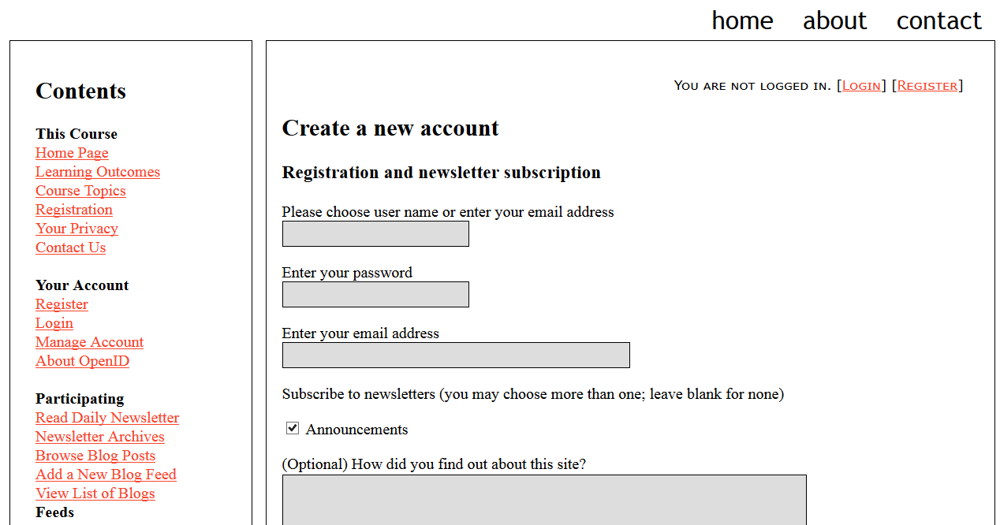 home about contact
Contents
This Course
Home Page
Learning Outcomes
Course Topics
Registration
Your Privacy
Contact Us
Your Account
Register
Login
Manage Account
About OpenID
Participating
Read Daily Newsletter
Newsletter Archives
Browse Blog Posts
Add a New Blog Feed
View List of Blogs
Feeds
You are not logged in. [Login] [Register]
Create a new account
Registration and newsletter subscription
Please choose user name or enter your email address
Enter your password
Enter your email address
Subscribe to newsletters (you may choose more than one; leave blank for none)
Announcements
(Optional) How did you find out about this site?